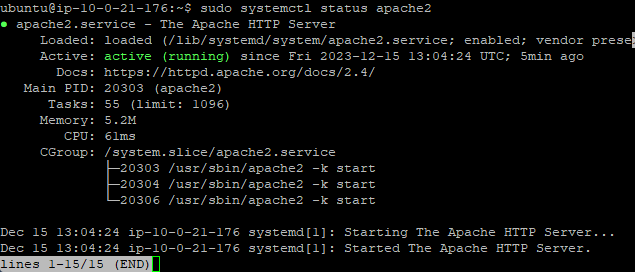 ubuntu@ip-10-0-21-176:~$ sudo systemctl status apache2
● apache2.service - The Apache HTTP Server
Loaded: loaded (/lib/systemd/system/apache2.service; enabled; vendor prese
Active: active (running) since Fri 2023-12-15 13:04:24 UTC; 5min ago
Docs: https://httpd.apache.org/docs/2.4/
Main PID: 20303 (apache2)
Tasks: 55 (limit: 1096)
Memory: 5.2M
CPU: 61ms
CGroup: /system.slice/apache2.service
├─20303 /usr/sbin/apache2 -k start
├─20304 /usr/sbin/apache2 -k start
└─20306 /usr/sbin/apache2 -k start
Dec 15 13:04:24 ip-10-0-21-176 systemd[1]: Starting The Apache HTTP Server...
Dec 15 13:04:24 ip-10-0-21-176 systemd[1]: Started The Apache HTTP Server.
lines 1-15/15 (END)